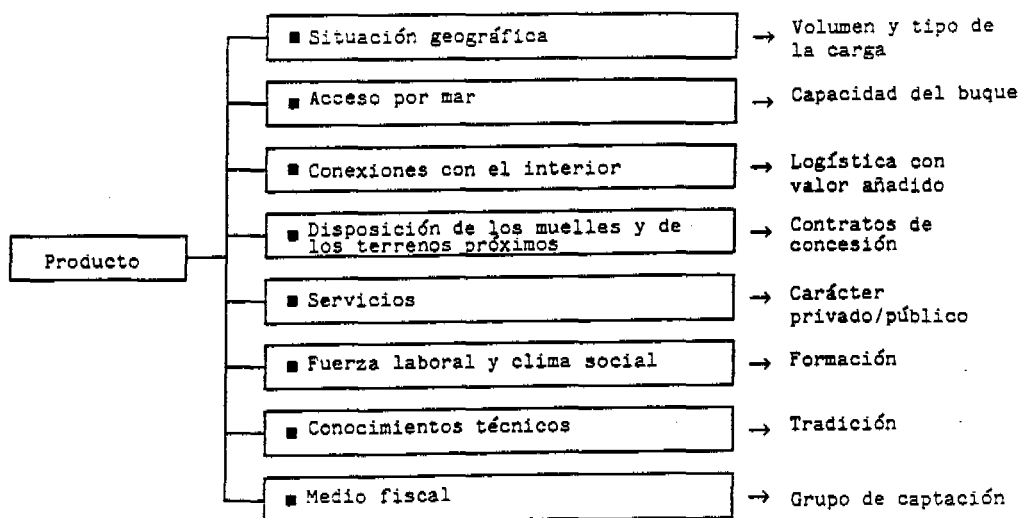 ■ Situación geográfica → Volumen y tipo de
la carga
■ Acceso por mar → Capacidad del buque
■ Conexiones con el interior → Logística con
valor añadido
■ Disposición de los muelles y de
los terrenos próximos → Contratos de
concesión
Producto
■ Servicios → Carácter
privado/público
■ Fuerza laboral y clima social → Formación
■ Conocimientos técnicos → Tradición
■ Medio fiscal → Grupo de captación